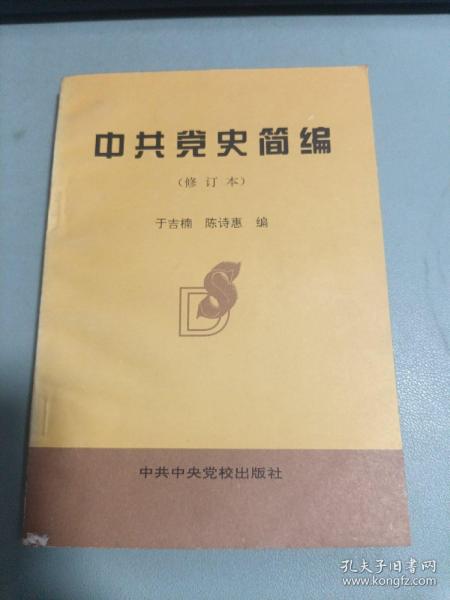 中共党史简编
（修订本）
于吉楠 陈诗惠 编
DS
中共中央党校出版社
孔夫子旧书网
www.kongfz.com